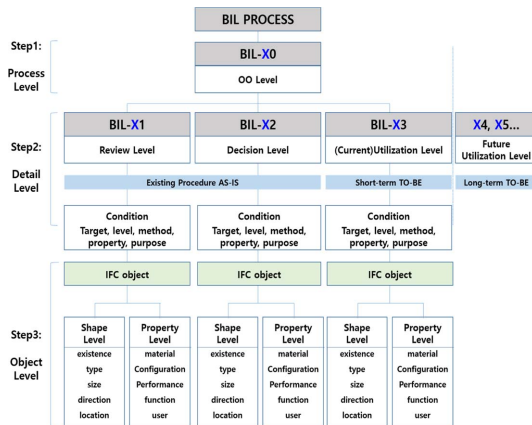 BIL PROCESS
Step1:
Process
Level
BIL-X0
OO Level
Step2:
Detail
Level
BIL-X1
Review Level
BIL-X2
Decision Level
BIL-X3
(Current)Utilization Level
X4, X5...
Future
Utilization Level
Existing Procedure AS-IS
Short-term TO-BE
Long-term TO-BE
Condition
Target, level, method,
property, purpose
Condition
Target, level, method,
property, purpose
Condition
Target, level, method,
property, purpose
Step3:
Object
Level
IFC object
IFC object
IFC object
Shape
Level
existence
type
size
direction
location
Property
Level
material
Configuration
Performance
function
user
Shape
Level
existence
type
size
direction
location
Property
Level
material
Configuration
Performance
function
user
Shape
Level
existence
type
size
direction
location
Property
Level
material
Configuration
Performance
function
user